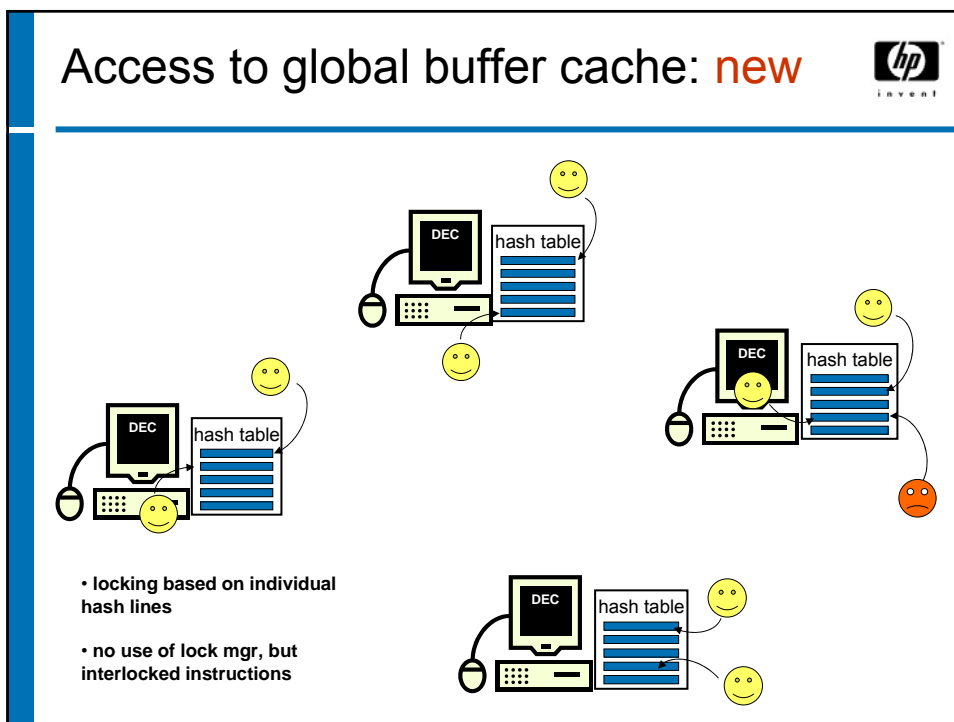 Access to global buffer cache: new
hp
invent
DEC
hash table
DEC
hash table
DEC
hash table
• locking based on individual
hash lines
• no use of lock mgr, but
interlocked instructions
DEC
hash table